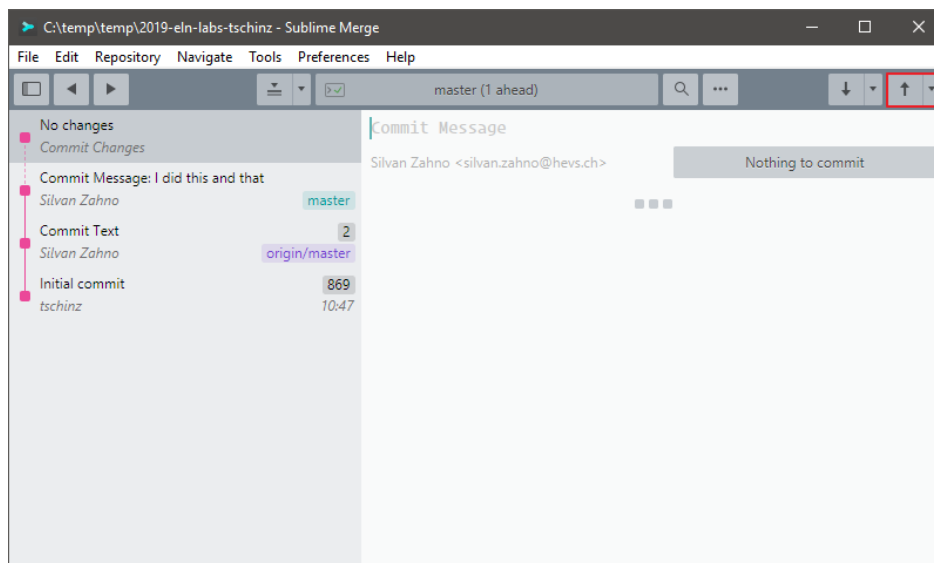 C:\temp\temp\2019-eln-labs-tschinz - Sublime Merge
File Edit Repository Navigate Tools Preferences Help
master (1 ahead)
No changes
Commit Changes
Commit Message: I did this and that
Silvan Zahno master
Commit Text 2
Silvan Zahno origin/master
Initial commit 869
tschinz 10:47
Commit Message
Silvan Zahno <silvan.zahno@hevs.ch> Nothing to commit